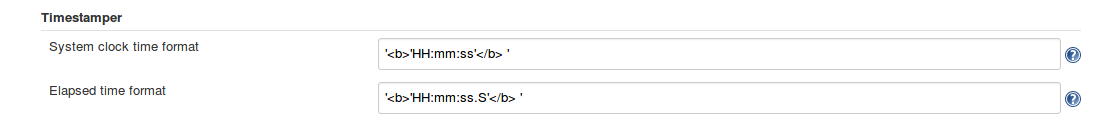 Timestamper
System clock time format
'<b>'HH:mm:ss'</b> '
Elapsed time format
'<b>'HH:mm:ss.S'</b> '